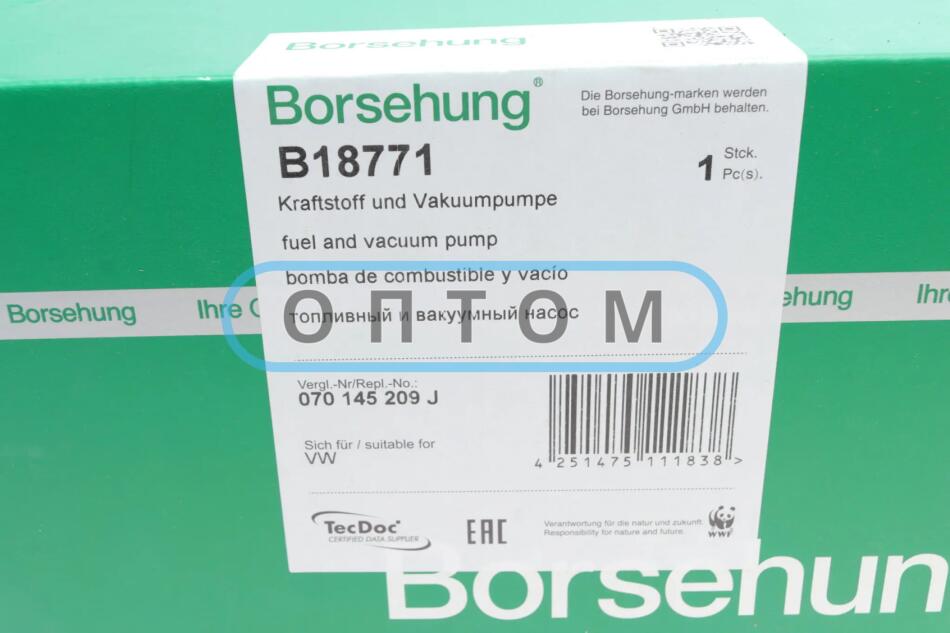 Borsehung
Borsehung®
Die Borsehung-marken werden
bei Borsehung GmbH behalten.
B18771
1 Stck.
Pc(s).
Kraftstoff und Vakuumpumpe
fuel and vacuum pump
bomba de combustible y vacío
топливный и вакуумный насос
ОПТОМ
Borsehung Ihre
Ihre
Vergl.-Nr/Repl.-No.:
070 145 209 J
4 251475 111838 >
Sich für / suitable for
VW
TecDoc®
CERTIFIED DATA SUPPLIER
EAC
Verantwortung für die natur und zukunft.
Responsibility for nature and future.
WWF
Borsehun